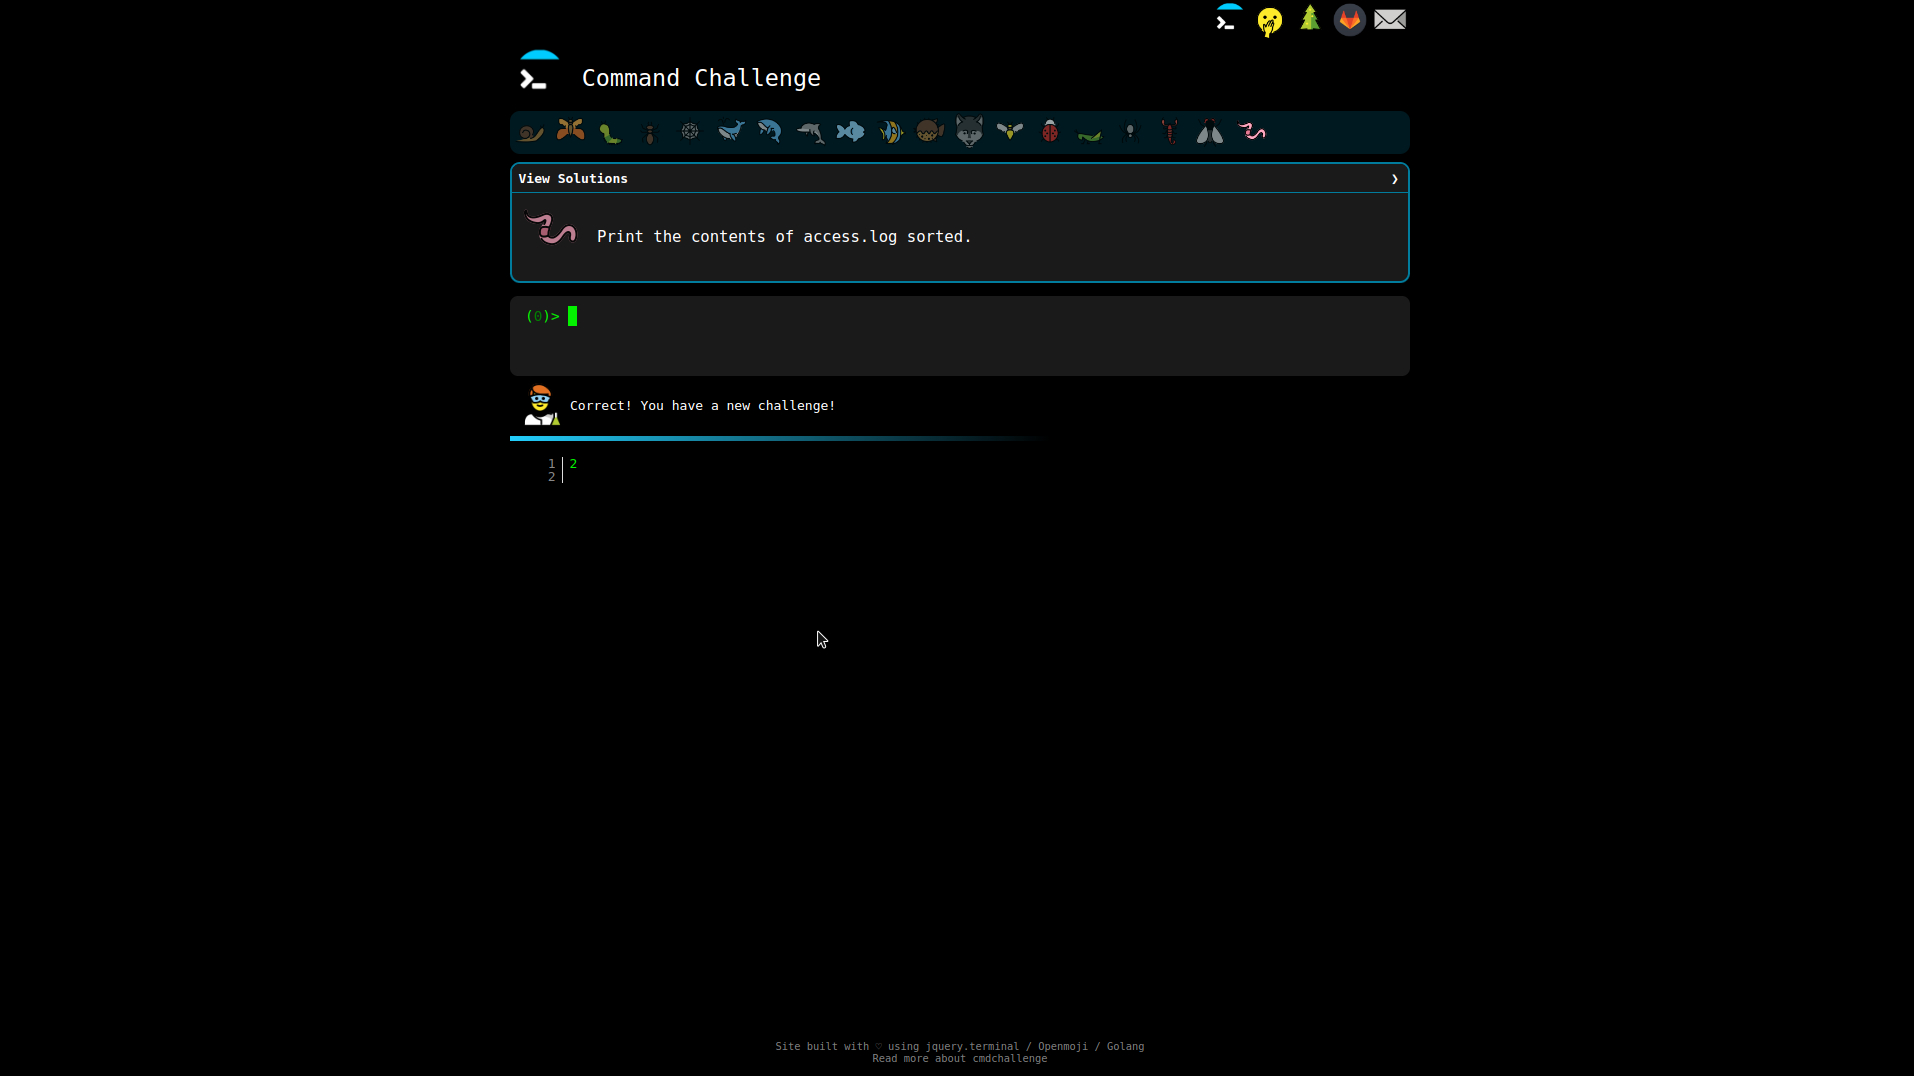 Command Challenge
View Solutions ❯
Print the contents of access.log sorted.
(0)>
Correct! You have a new challenge!
1 2
2
Site built with ♡ using jquery.terminal / Openmoji / Golang
Read more about cmdchallenge